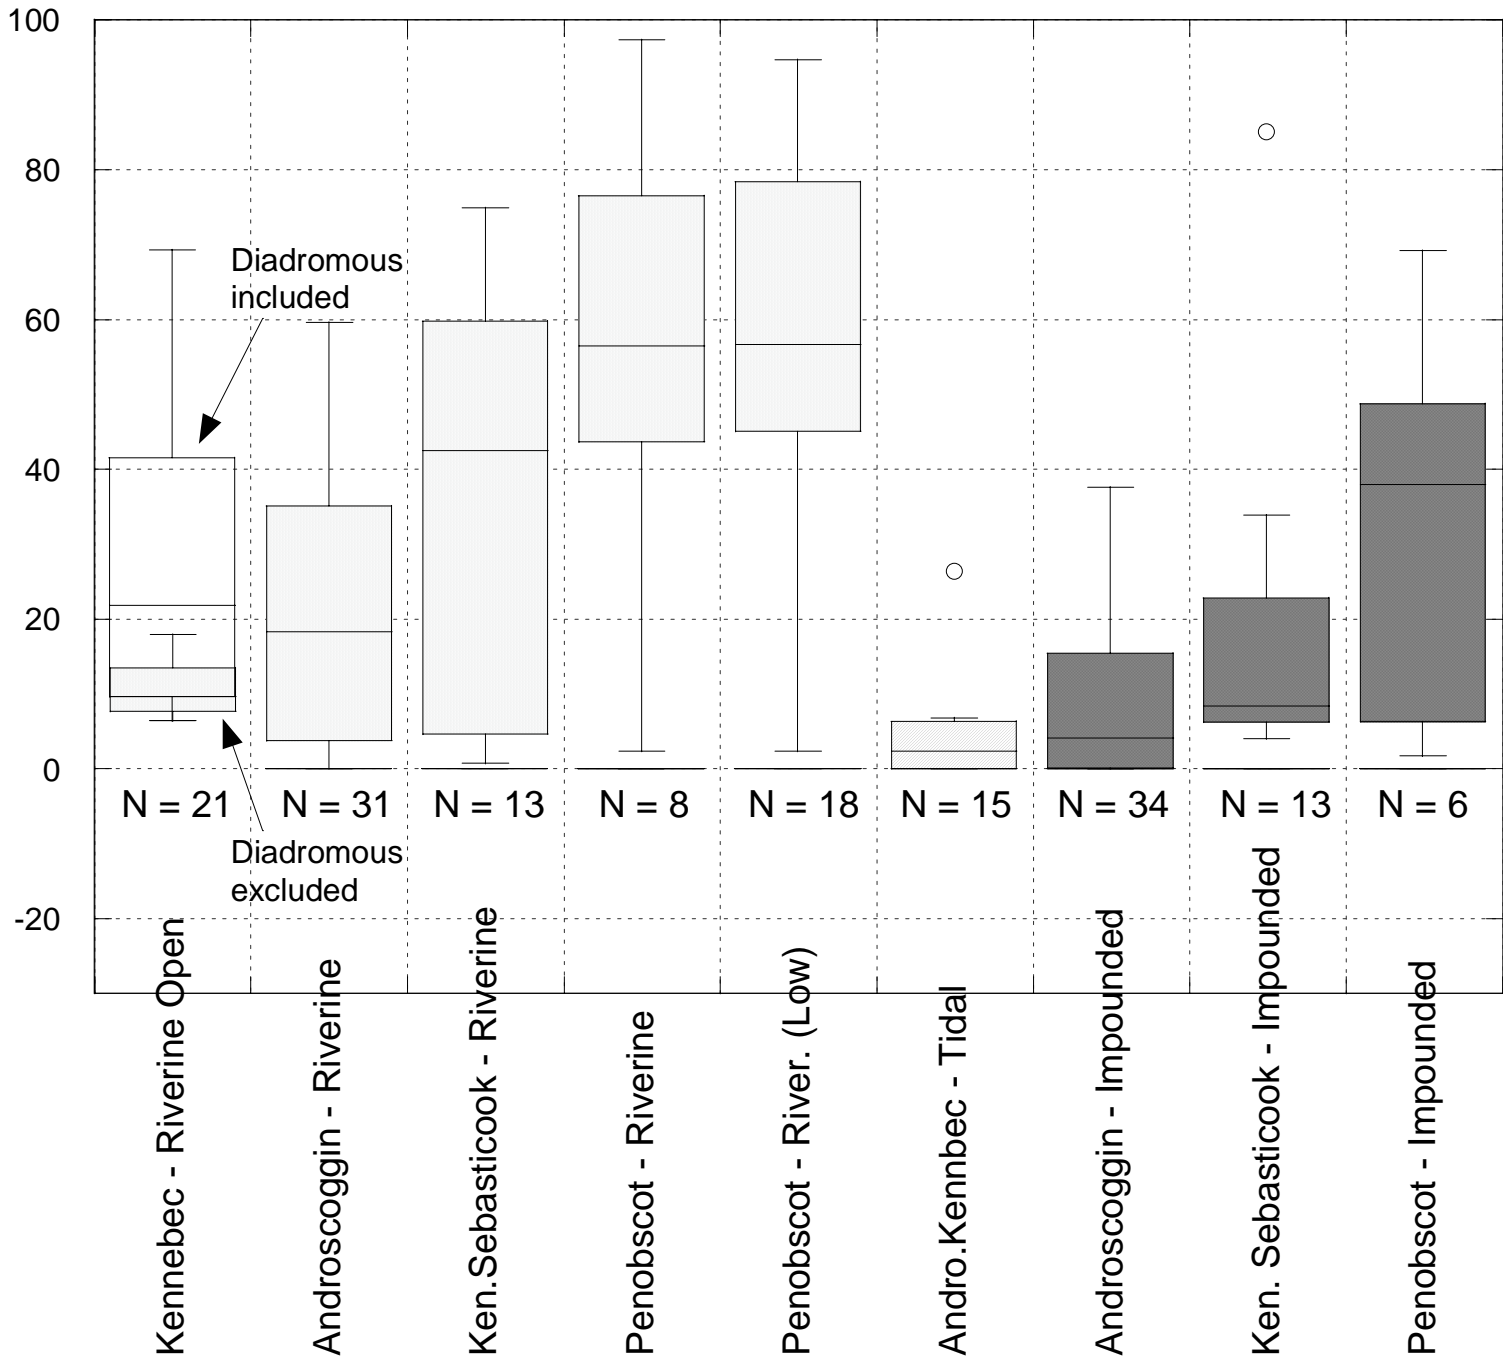 100
80
60
40
20
0
-20
Diadromous
included
N = 21
N = 31
N = 13
N = 8
N = 18
N = 15
N = 34
N = 13
N = 6
Diadromous
excluded
Kennebec - Riverine Open
Androscoggin - Riverine
Ken.Sebasticook - Riverine
Penobscot - Riverine
Penobscot - River. (Low)
Andro.Kennbec - Tidal
Androscoggin - Impounded
Ken. Sebasticook - Impounded
Penobscot - Impounded